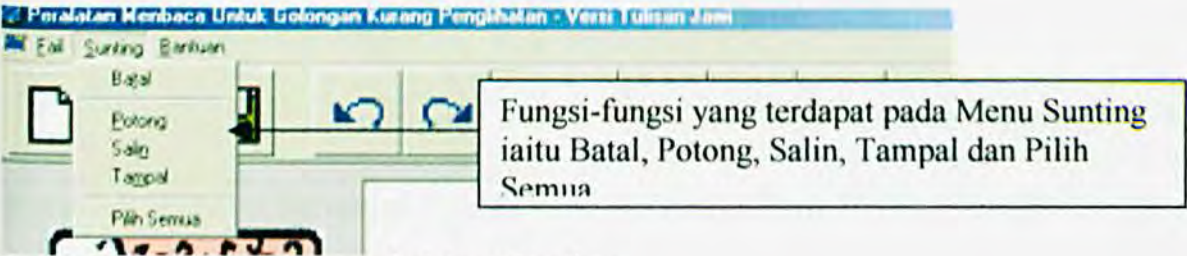 Peralatan Membaca Untuk Golongan Kurang Penglihatan - Versi Tulisan Jawi
Fail Sunting Bantuan
Batal
Potong
Salin
Tampal
Pilih Semua
Fungsi-fungsi yang terdapat pada Menu Sunting
iaitu Batal, Potong, Salin, Tampal dan Pilih
Semua